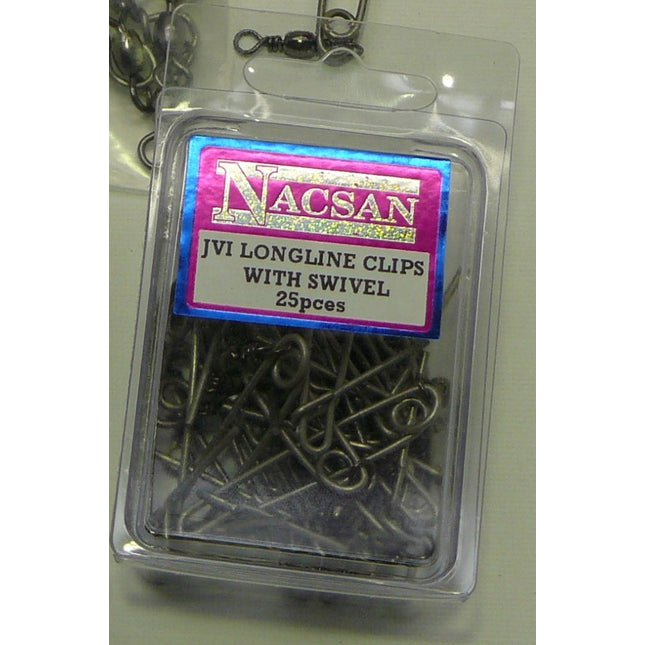 NACSAN
JVI LONGLINE CLIPS
WITH SWIVEL
25pces